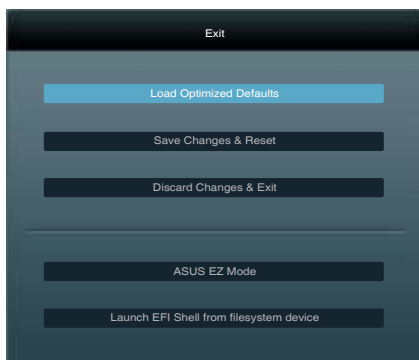 Exit
Load Optimized Defaults
Save Changes & Reset
Discard Changes & Exit
ASUS EZ Mode
Launch EFI Shell from filesystem device